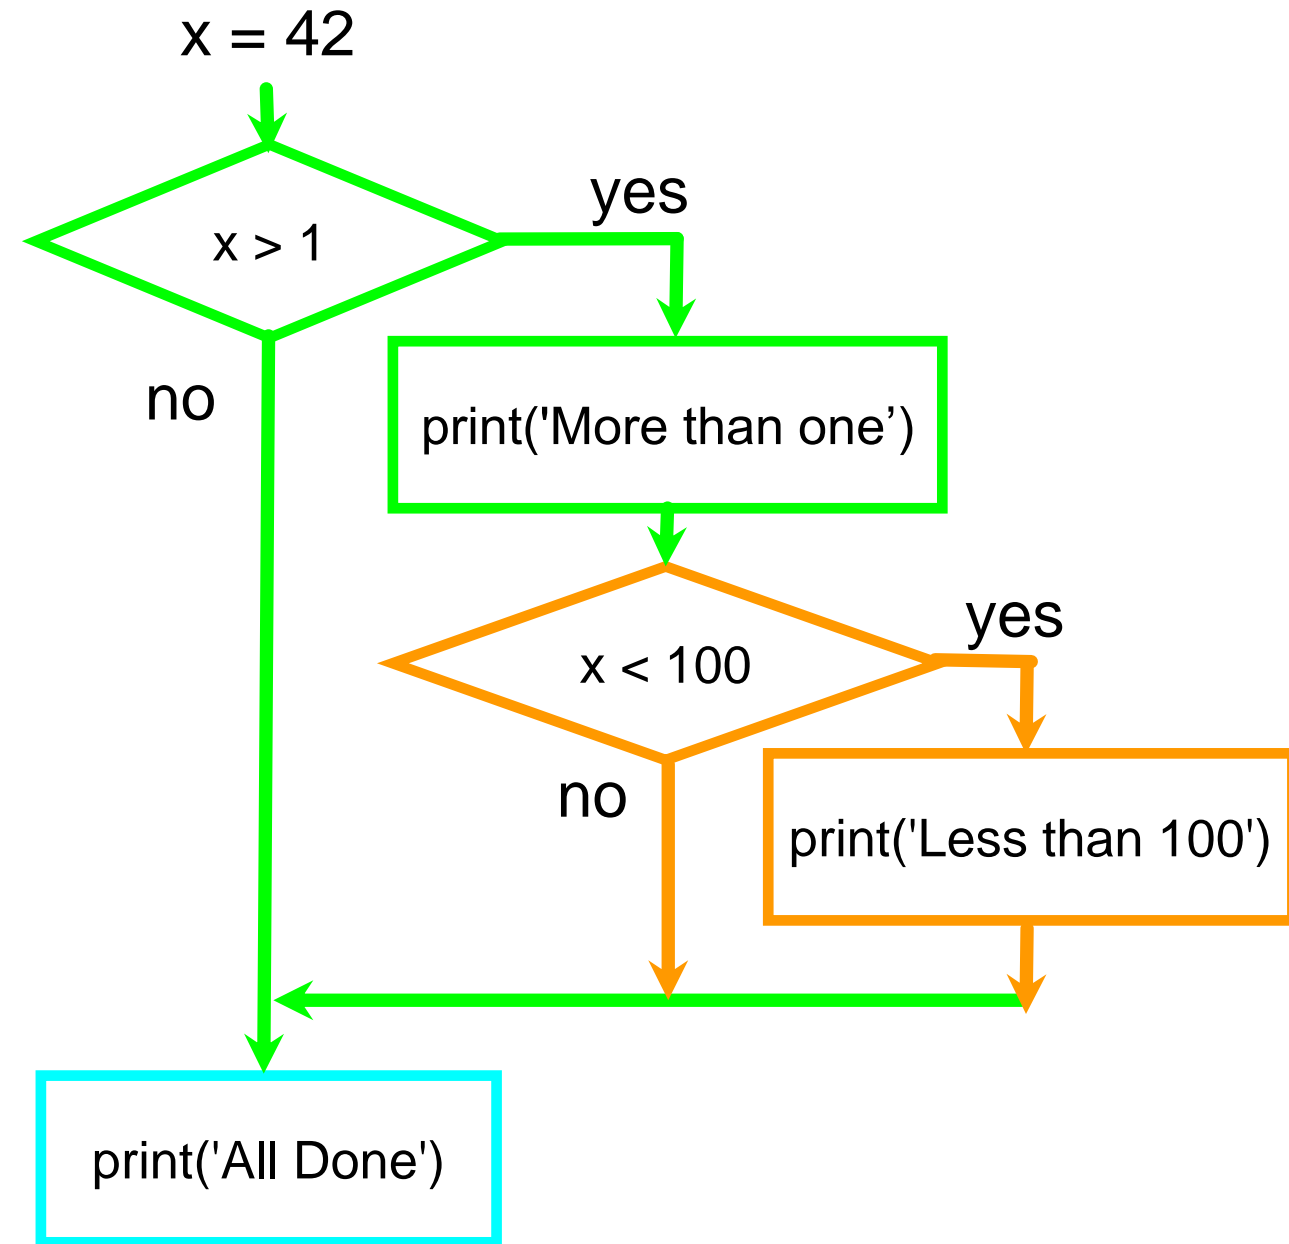 x = 42
x > 1
yes
no
print('More than one’)
x < 100
yes
no
print('Less than 100')
print('All Done')